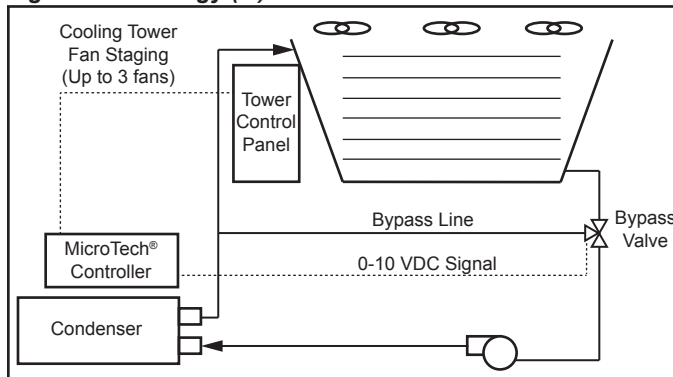 Cooling Tower
Fan Staging
(Up to 3 fans)
Tower
Control
Panel
Bypass Line
Bypass
Valve
MicroTech®
Controller
0-10 VDC Signal
Condenser